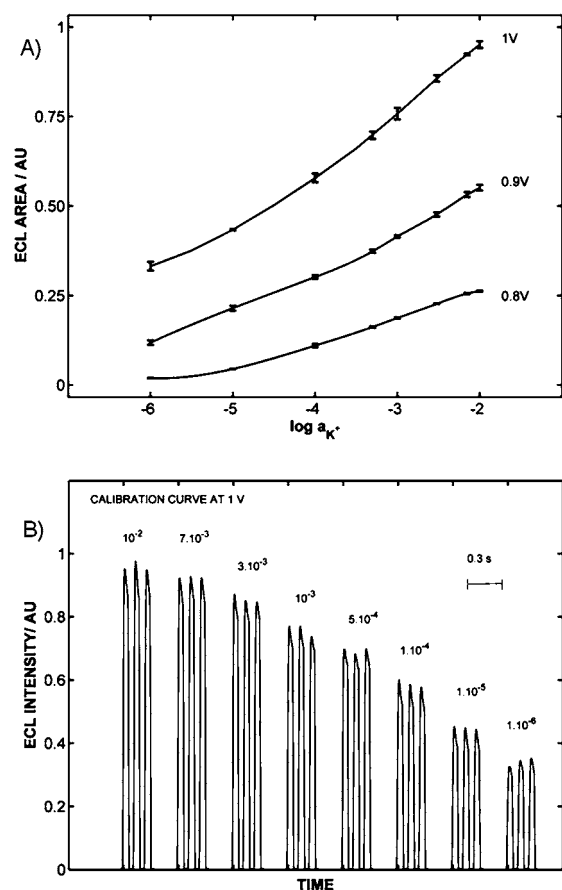 A)
1
0.75
0.50
0.25
0
ECL AREA / AU
1V
0.9V
0.8V
-6 -5 -4 -3 -2 -1
log a K+
B)
CALIBRATION CURVE AT 1 V
10-2 7.10-3 3.10-3 10-3 5.10-4 1.10-4 1.10-5 1.10-6
0.3 s
1
0.8
0.6
0.4
0.2
0
ECL INTENSITY/ AU
TIME